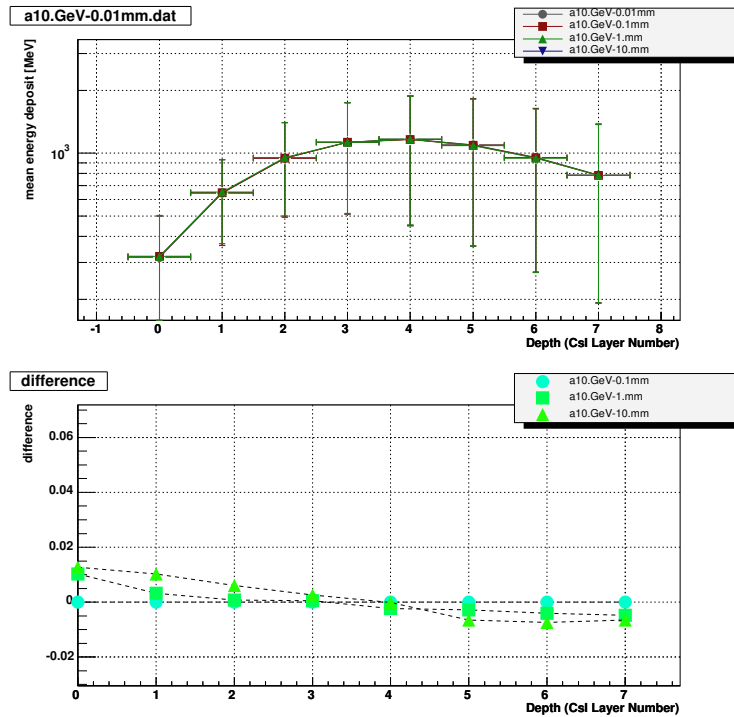 a10.GeV-0.01mm.dat
a10.GeV-0.01mm
a10.GeV-0.1mm
a10.GeV-1.mm
a10.GeV-10.mm
mean energy deposit [MeV]
10³
-1 0 1 2 3 4 5 6 7 8
Depth (CsI Layer Number)
difference
a10.GeV-0.1mm
a10.GeV-1.mm
a10.GeV-10.mm
difference
0.06
0.04
0.02
0
-0.02
0 1 2 3 4 5 6 7
Depth (CsI Layer Number)